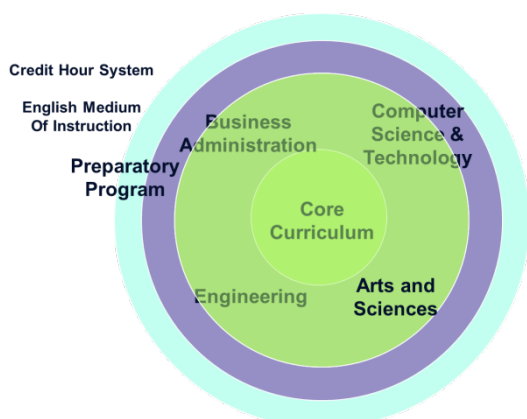 Credit Hour System
English Medium
Of Instruction
Preparatory
Program
Business
Administration
Computer
Science &
Technology
Core
Curriculum
Engineering
Arts and
Sciences